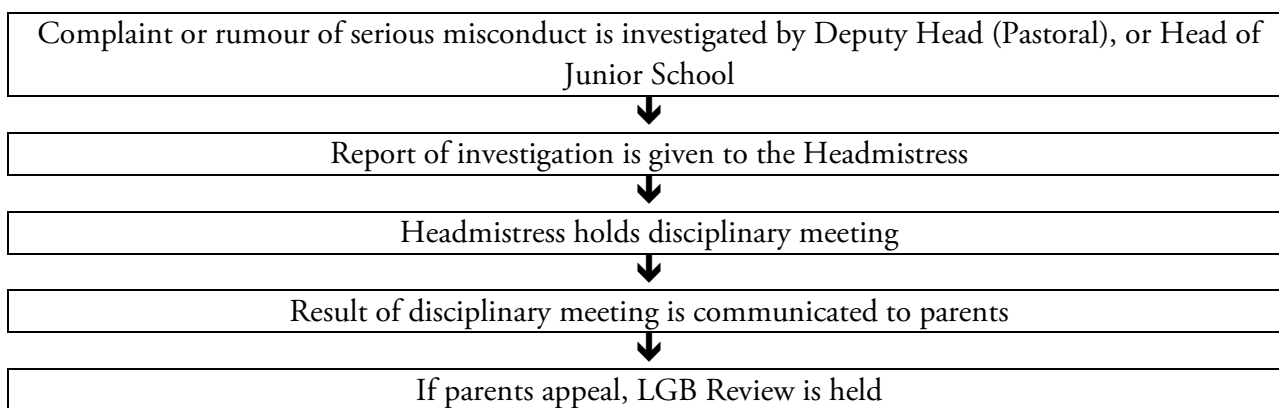 Complaint or rumour of serious misconduct is investigated by Deputy Head (Pastoral), or Head of
Junior School
Report of investigation is given to the Headmistress
Headmistress holds disciplinary meeting
Result of disciplinary meeting is communicated to parents
If parents appeal, LGB Review is held